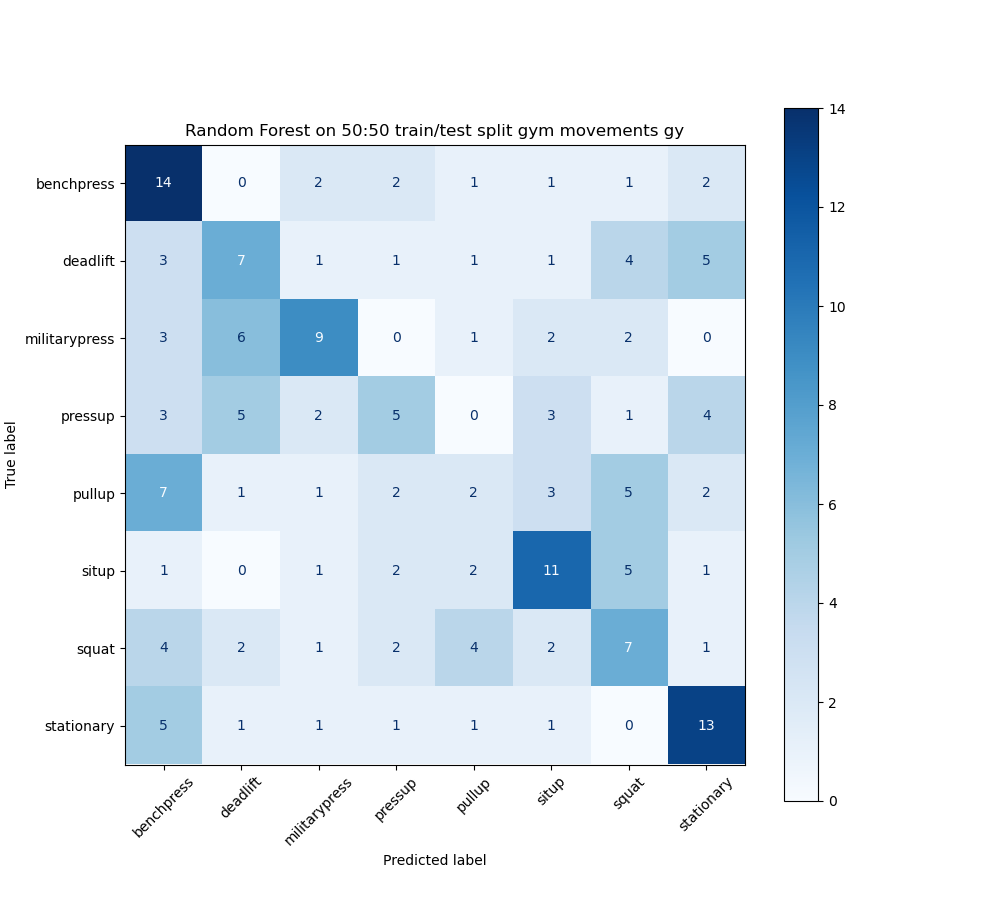 Random Forest on 50:50 train/test split gym movements gy
14
benchpress 14 0 2 2 1 1 1 2
12
deadlift 3 7 1 1 1 1 4 5
10
militarypress 3 6 9 0 1 2 2 0
8
pressup 3 5 2 5 0 3 1 4
True label
pullup 7 1 1 2 2 3 5 2
6
situp 1 0 1 2 2 11 5 1
4
squat 4 2 1 2 4 2 7 1
2
stationary 5 1 1 1 1 1 0 13
0
benchpress deadlift militarypress pressup pullup situp squat stationary
Predicted label